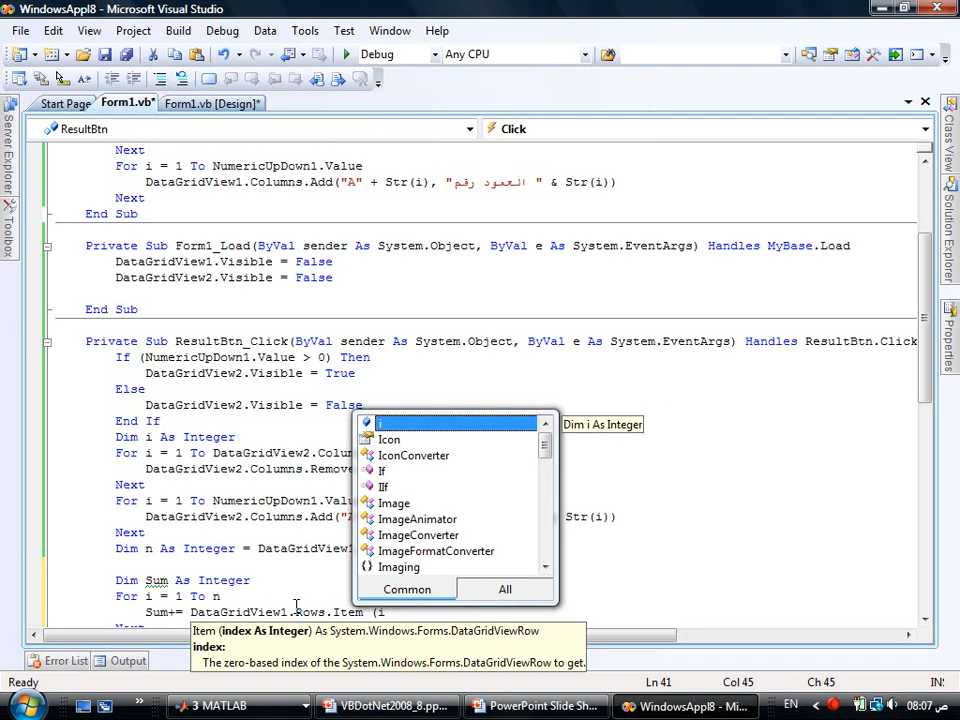 WindowsAppl8 - Microsoft Visual Studio
File Edit View Project Build Debug Data Tools Test Window Help
Debug Any CPU
Start Page Form1.vb* Form1.vb [Design]*
ResultBtn Click
Next
For i = 1 To NumericUpDown1.Value
DataGridView1.Columns.Add("A" + Str(i), "العمود رقم " & Str(i))
Next
End Sub
Private Sub Form1_Load(ByVal sender As System.Object, ByVal e As System.EventArgs) Handles MyBase.Load
DataGridView1.Visible = False
DataGridView2.Visible = False
End Sub
Private Sub ResultBtn_Click(ByVal sender As System.Object, ByVal e As System.EventArgs) Handles ResultBtn.Click
If (NumericUpDown1.Value > 0) Then
DataGridView2.Visible = True
Else
DataGridView2.Visible = False
End If
Dim i As Integer
For i = 1 To DataGridView2.Colu
DataGridView2.Columns.Remove
Next
For i = 1 To NumericUpDown1.Valu
DataGridView2.Columns.Add("A Str(i))
Next
Dim n As Integer = DataGridView1
Dim Sum As Integer
For i = 1 To n
Sum+= DataGridView1.Rows.Item (i
Next
i
Icon
IconConverter
If
IIf
Image
ImageAnimator
ImageConverter
ImageFormatConverter
Imaging
Common All
Dim i As Integer
Item (index As Integer) As System.Windows.Forms.DataGridViewRow
index:
The zero-based index of the System.Windows.Forms.DataGridViewRow to get.
Server Explorer
Toolbox
Class View
Solution Explorer
Properties
Error List Output
Ready Ln 41 Col 45 Ch 45 INS
3 MATLAB VBDotNet2008_8.pp... PowerPoint Slide Sh... WindowsAppl8 - Mi... EN 08:07 ص